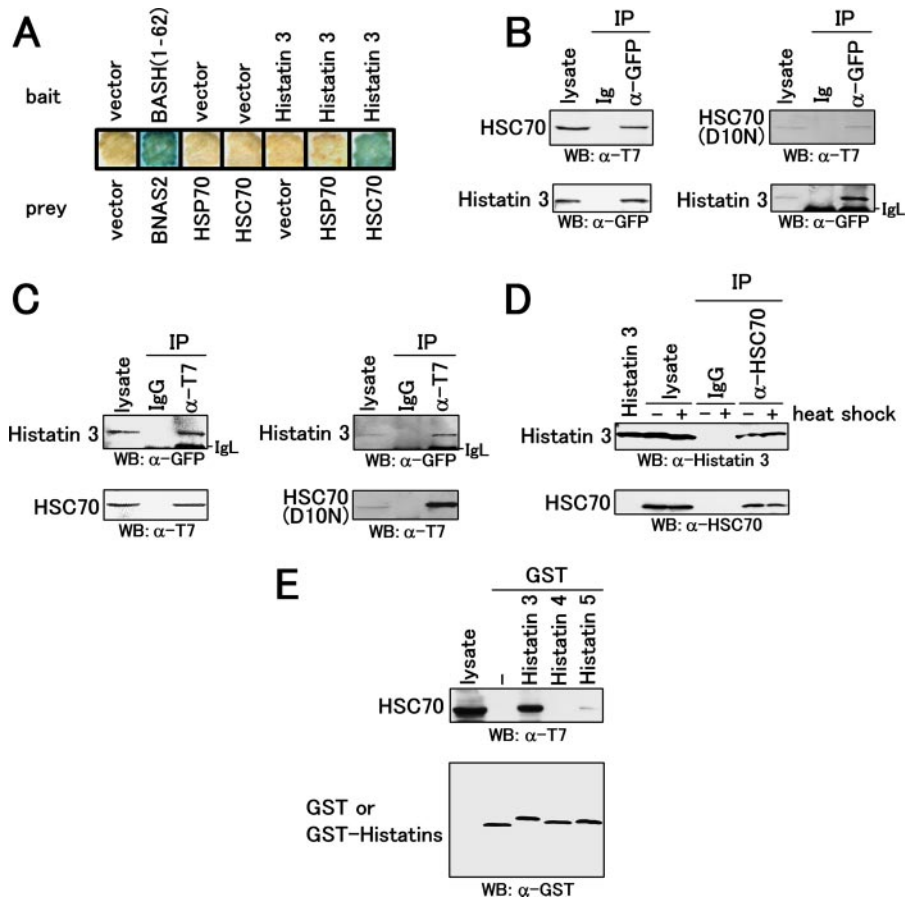 A
bait
vector
BASH(1-62)
vector
vector
Histatin 3
Histatin 3
Histatin 3
prey
vector
BNAS2
HSP70
HSC70
vector
HSP70
HSC70
B
IP
lysate
Ig
α-GFP
HSC70
WB: α-T7
Histatin 3
WB: α-GFP
IP
lysate
Ig
α-GFP
HSC70
(D10N)
WB: α-T7
Histatin 3
-IgL
WB: α-GFP
C
IP
lysate
IgG
α-T7
Histatin 3
-IgL
WB: α-GFP
HSC70
WB: α-T7
IP
lysate
IgG
α-T7
Histatin 3
-IgL
WB: α-GFP
HSC70
(D10N)
WB: α-T7
D
IP
Histatin 3
lysate
IgG
α-HSC70
- + - + - + heat shock
Histatin 3
WB: α-Histatin 3
HSC70
WB: α-HSC70
E
GST
lysate
-
Histatin 3
Histatin 4
Histatin 5
HSC70
WB: α-T7
GST or
GST-Histatins
WB: α-GST